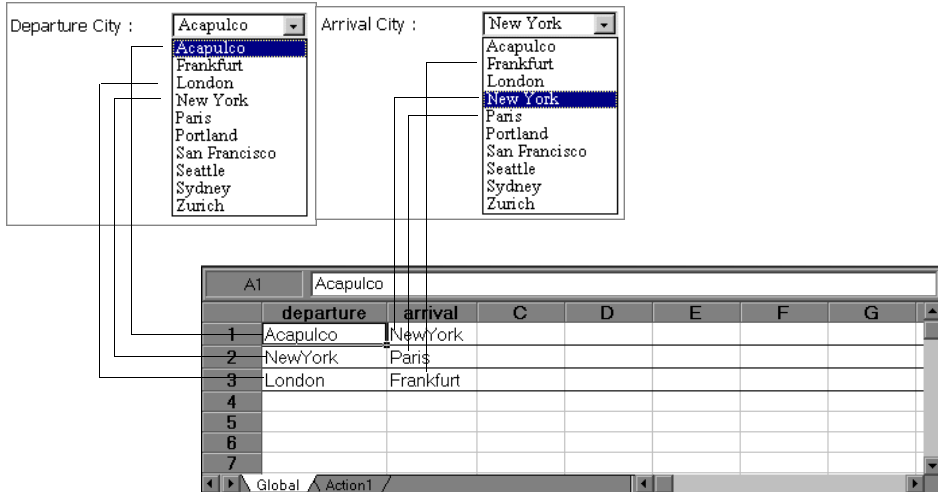 Departure City :
Acapulco
Acapulco
Frankfurt
London
New York
Paris
Portland
San Francisco
Seattle
Sydney
Zurich
Arrival City :
New York
Acapulco
Frankfurt
London
New York
Paris
Portland
San Francisco
Seattle
Sydney
Zurich
A1 Acapulco
departure arrival C D E F G
1 Acapulco NewYork
2 NewYork Paris
3 London Frankfurt
4
5
6
7
Global Action1